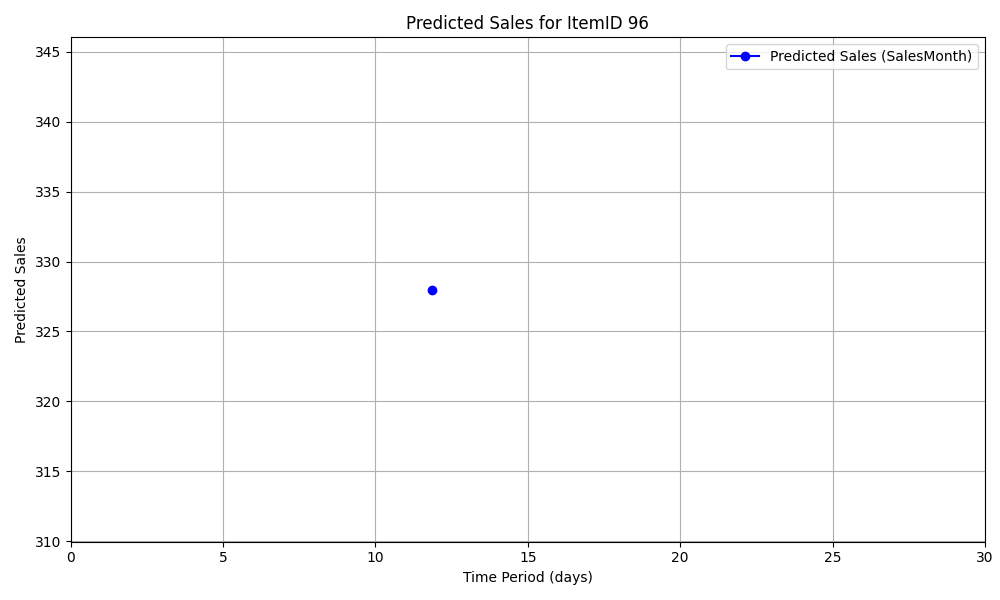 Predicted Sales for ItemID 96
Predicted Sales (SalesMonth)
345
340
335
330
325
320
315
310
Predicted Sales
0 5 10 15 20 25 30
Time Period (days)